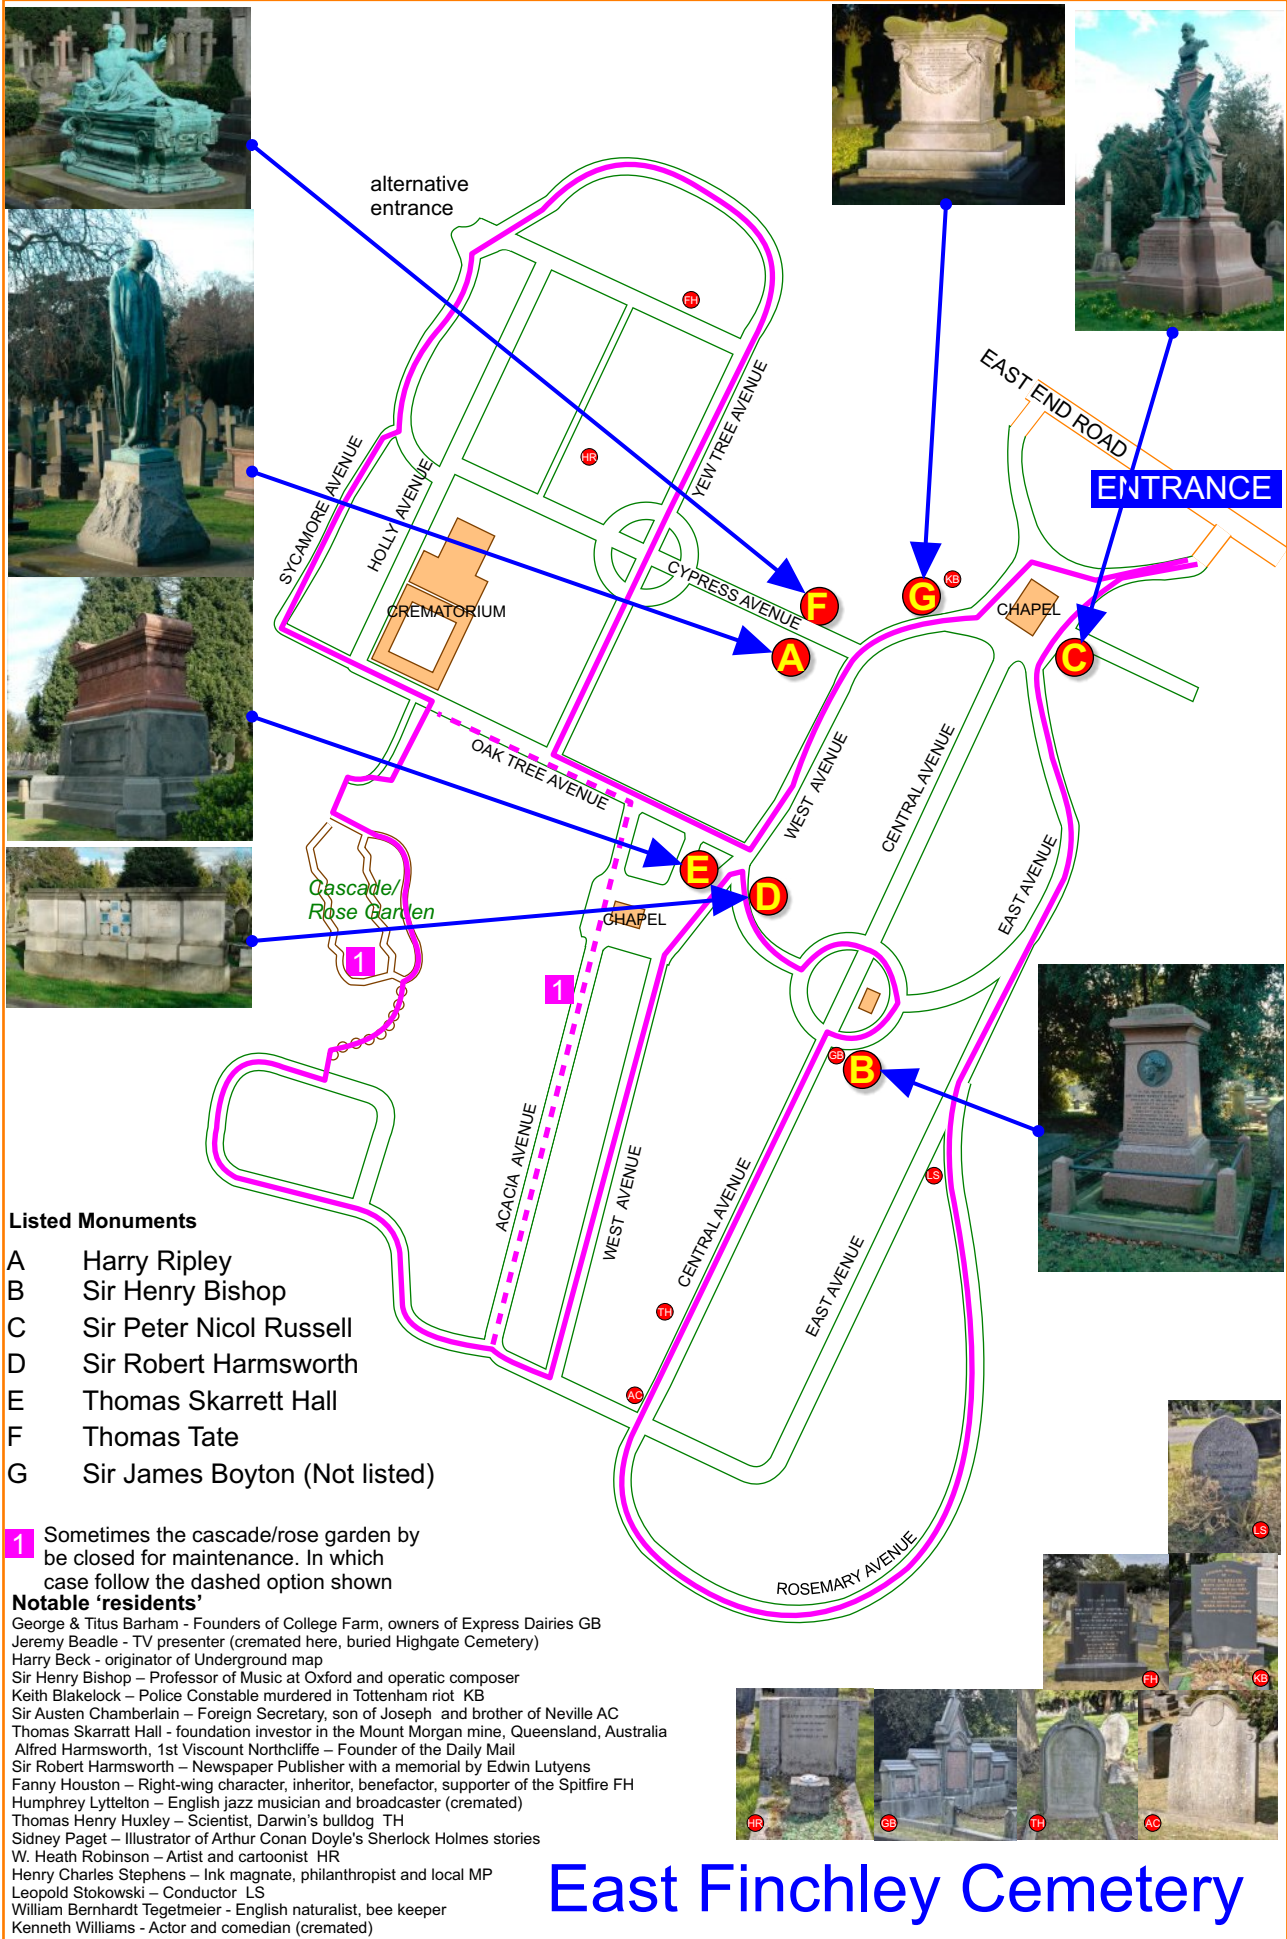 alternative
entrance
EAST END ROAD
ENTRANCE
FH
HR
YEW TREE AVENUE
SYCAMORE AVENUE
HOLLY AVENUE
CREMATORIUM
CYPRESS AVENUE
F
A
G
KB
CHAPEL
C
OAK TREE AVENUE
WEST AVENUE
CENTRAL AVENUE
EAST AVENUE
E
D
Cascade/
Rose Garden
1
CHAPEL
1
GB
B
LS
ACACIA AVENUE
WEST AVENUE
CENTRAL AVENUE
EAST AVENUE
TH
AC
ROSEMARY AVENUE
Listed Monuments
A Harry Ripley
B Sir Henry Bishop
C Sir Peter Nicol Russell
D Sir Robert Harmsworth
E Thomas Skarrett Hall
F Thomas Tate
G Sir James Boyton (Not listed)
1 Sometimes the cascade/rose garden by
be closed for maintenance. In which
case follow the dashed option shown
Notable ‘residents’
George & Titus Barham - Founders of College Farm, owners of Express Dairies GB
Jeremy Beadle - TV presenter (cremated here, buried Highgate Cemetery)
Harry Beck - originator of Underground map
Sir Henry Bishop – Professor of Music at Oxford and operatic composer
Keith Blakelock – Police Constable murdered in Tottenham riot KB
Sir Austen Chamberlain – Foreign Secretary, son of Joseph and brother of Neville AC
Thomas Skarratt Hall - foundation investor in the Mount Morgan mine, Queensland, Australia
Alfred Harmsworth, 1st Viscount Northcliffe – Founder of the Daily Mail
Sir Robert Harmsworth – Newspaper Publisher with a memorial by Edwin Lutyens
Fanny Houston – Right-wing character, inheritor, benefactor, supporter of the Spitfire FH
Humphrey Lyttelton – English jazz musician and broadcaster (cremated)
Thomas Henry Huxley – Scientist, Darwin's bulldog TH
Sidney Paget – Illustrator of Arthur Conan Doyle's Sherlock Holmes stories
W. Heath Robinson – Artist and cartoonist HR
Henry Charles Stephens – Ink magnate, philanthropist and local MP
Leopold Stokowski – Conductor LS
William Bernhardt Tegetmeier - English naturalist, bee keeper
Kenneth Williams - Actor and comedian (cremated)
LS
FH
KB
HR
GB
TH
AC
East Finchley Cemetery